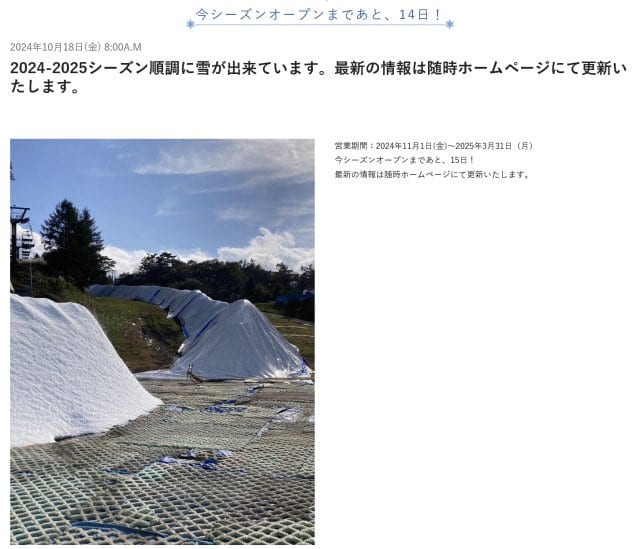 今シーズンオープンまであと、14日！
2024年10月18日(金) 8:00A.M
2024-2025シーズン順調に雪が出来ています。最新の情報は随時ホームページにて更新い
たします。
営業期間：2024年11月1日(金)～2025年3月31日（月）
今シーズンオープンまであと、15日！
最新の情報は随時ホームページにて更新いたします。